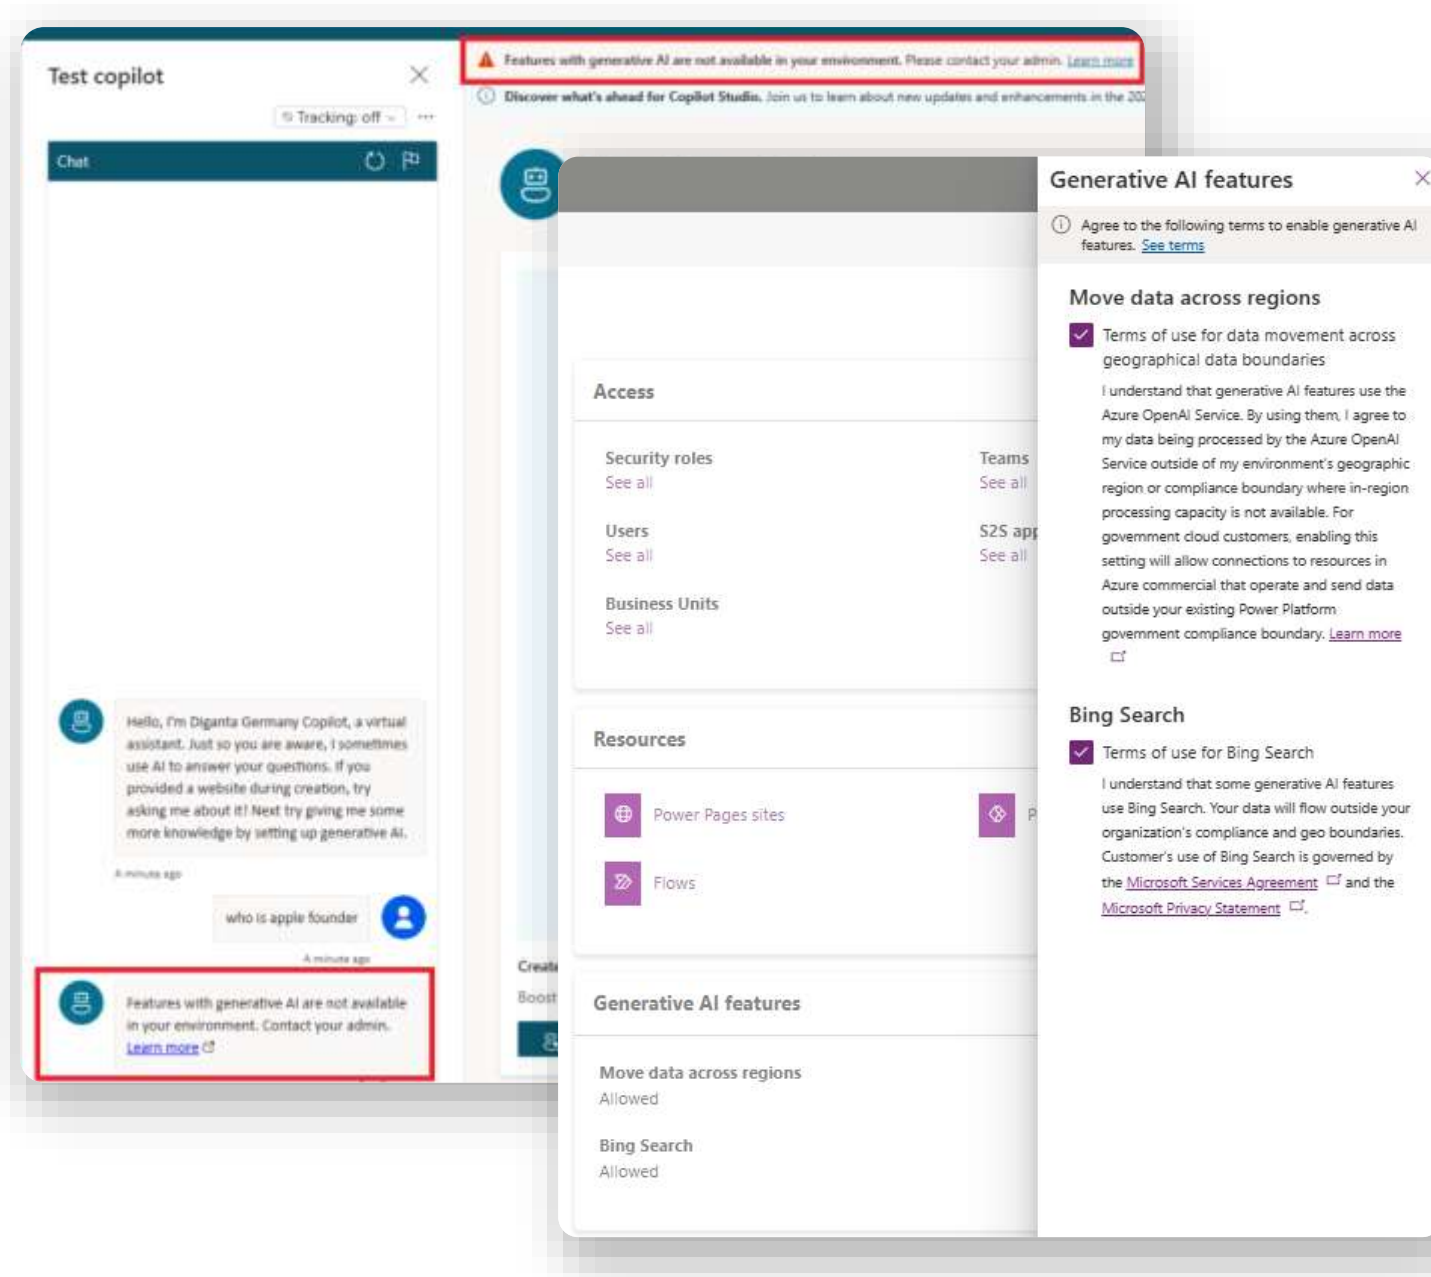 Test copilot
Tracking: off
Chat
Hello, I'm Diganta Germany Copilot, a virtual
assistant. Just so you are aware, I sometimes
use AI to answer your questions. If you
provided a website during creation, try
asking me about it! Next try giving me some
more knowledge by setting up generative AI.
A minute ago
who is apple founder
A minute ago
Features with generative AI are not available
in your environment. Contact your admin.
Learn more
Features with generative AI are not available in your environment. Please contact your admin. Learn more
Discover what's ahead for Copilot Studio. Join us to learn about new updates and enhancements in the 202
Create
Boost
Access
Security roles
See all
Teams
See all
Users
See all
S2S app
See all
Business Units
See all
Resources
Power Pages sites
P
Flows
Generative AI features
Move data across regions
Allowed
Bing Search
Allowed
Generative AI features
Agree to the following terms to enable generative AI
features. See terms
Move data across regions
Terms of use for data movement across
geographical data boundaries
I understand that generative AI features use the
Azure OpenAI Service. By using them, I agree to
my data being processed by the Azure OpenAI
Service outside of my environment's geographic
region or compliance boundary where in-region
processing capacity is not available. For
government cloud customers, enabling this
setting will allow connections to resources in
Azure commercial that operate and send data
outside your existing Power Platform
government compliance boundary. Learn more
Bing Search
Terms of use for Bing Search
I understand that some generative AI features
use Bing Search. Your data will flow outside your
organization's compliance and geo boundaries.
Customer's use of Bing Search is governed by
the Microsoft Services Agreement and the
Microsoft Privacy Statement .